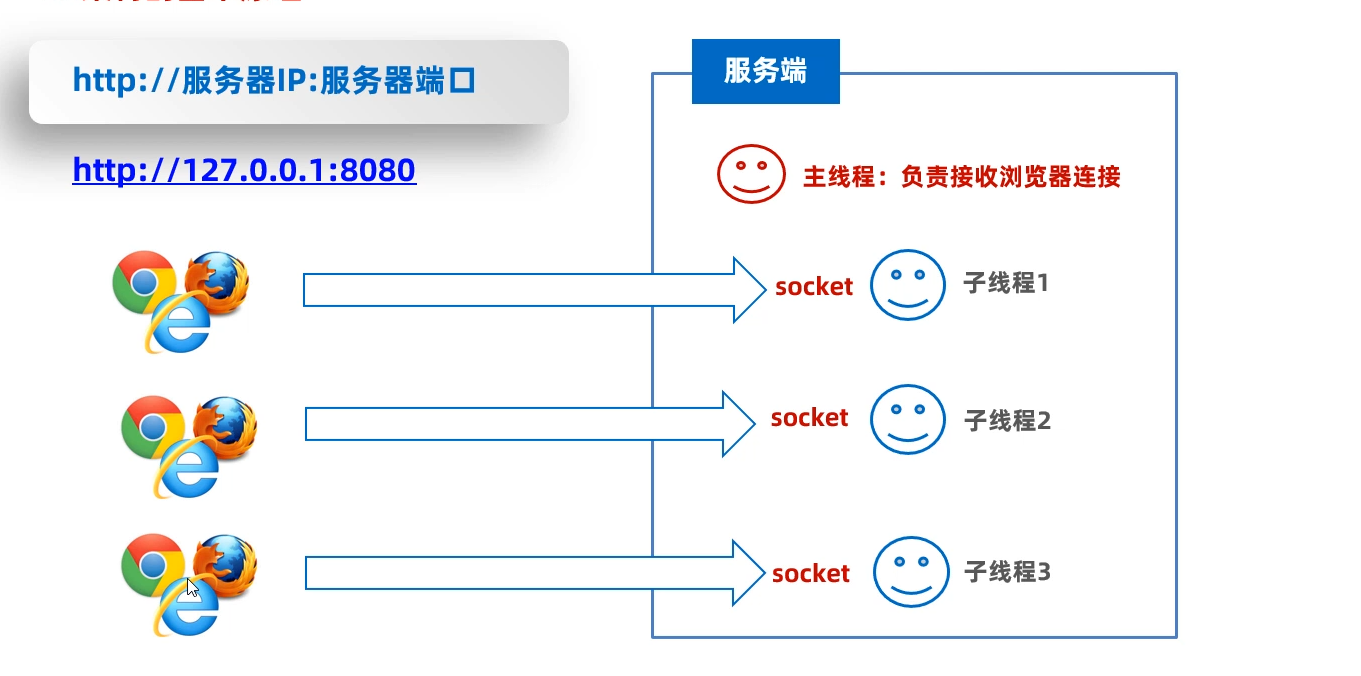 http://服务器IP:服务器端口
服务端
http://127.0.0.1:8080
主线程：负责接收浏览器连接
socket 子线程1
socket 子线程2
socket 子线程3